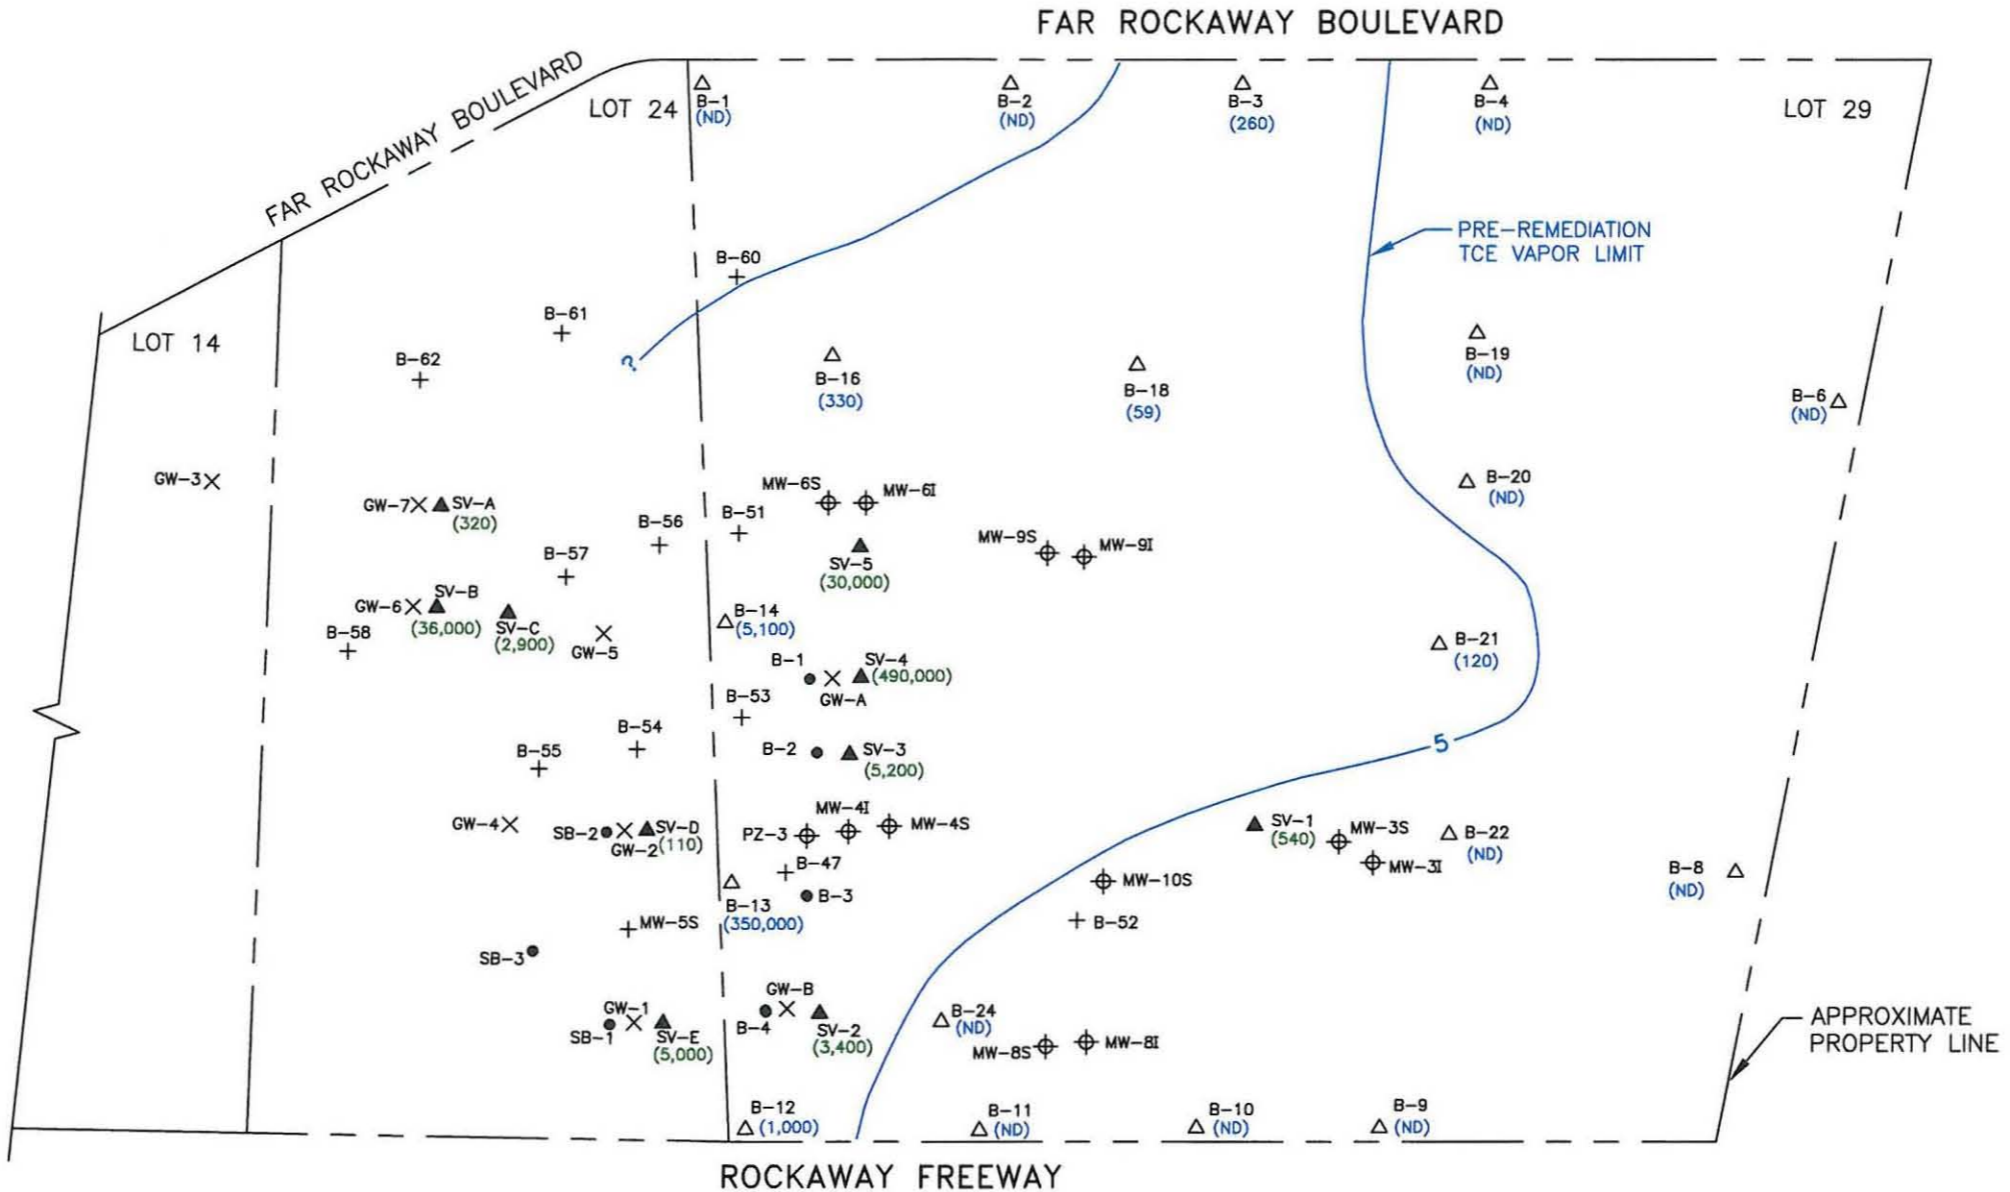 FAR ROCKAWAY BOULEVARD
FAR ROCKAWAY BOULEVARD
LOT 24
B-1
(ND)
B-2
(ND)
B-3
(260)
B-4
(ND)
LOT 29
PRE-REMEDIATION
TCE VAPOR LIMIT
B-60
B-61
LOT 14
B-62
?
B-16
(330)
B-18
(59)
B-19
(ND)
B-6
(ND)
GW-3
GW-7
SV-A
(320)
B-56
B-51
MW-6S
MW-6I
B-20
(ND)
B-57
SV-5
(30,000)
MW-9S
MW-9I
GW-6
SV-B
(36,000)
SV-C
(2,900)
B-58
GW-5
B-14
(5,100)
B-21
(120)
B-1
GW-A
SV-4
(490,000)
B-53
B-54
B-55
B-2
SV-3
(5,200)
5
GW-4
SB-2
GW-2
SV-D
(110)
PZ-3
MW-4I
MW-4S
SV-1
(540)
MW-3S
MW-3I
B-22
(ND)
B-8
(ND)
B-47
B-3
B-13
(350,000)
MW-10S
B-52
MW-5S
SB-3
GW-1
SB-1
SV-E
(5,000)
GW-B
B-4
SV-2
(3,400)
B-24
(ND)
MW-8S
MW-8I
APPROXIMATE
PROPERTY LINE
B-12
(1,000)
B-11
(ND)
B-10
(ND)
B-9
(ND)
ROCKAWAY FREEWAY